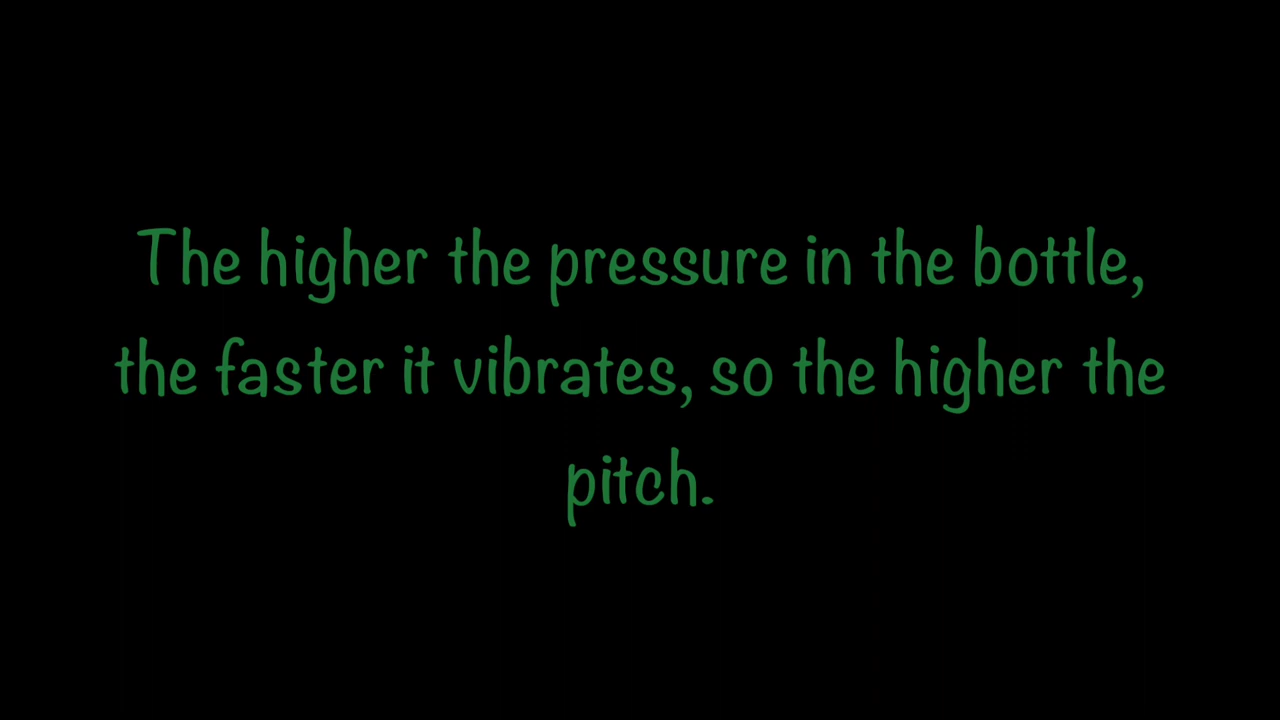 The higher the pressure in the bottle,
the faster it vibrates, so the higher the
pitch.